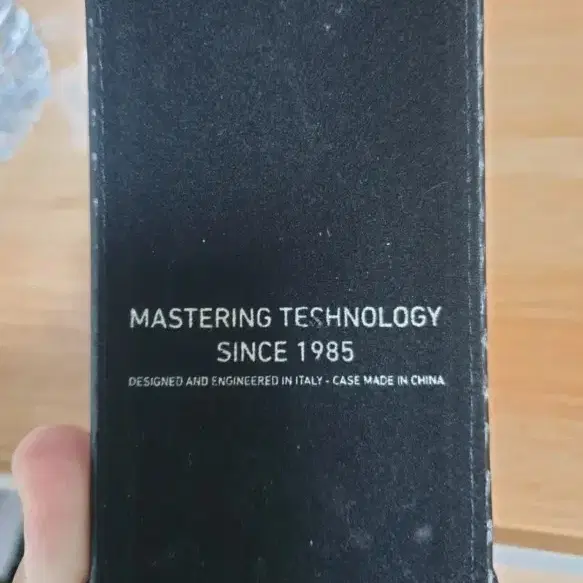 MASTERING TECHNOLOGY
SINCE 1985
DESIGNED AND ENGINEERED IN ITALY - CASE MADE IN CHINA